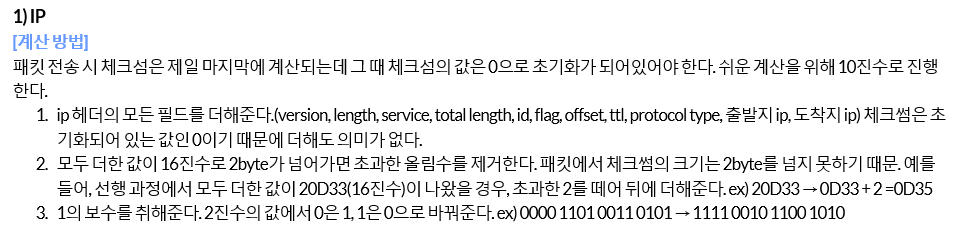 1) IP
[계산 방법]
패킷 전송 시 체크섬은 제일 마지막에 계산되는데 그 때 체크섬의 값은 0으로 초기화가 되어있어야 한다. 쉬운 계산을 위해 10진수로 진행
한다.
1. ip 헤더의 모든 필드를 더해준다.(version, length, service, total length, id, flag, offset, ttl, protocol type, 출발지 ip, 도착지 ip) 체크썸은 초
기화되어 있는 값인 0이기 때문에 더해도 의미가 없다.
2. 모두 더한 값이 16진수로 2byte가 넘어가면 초과한 올림수를 제거한다. 패킷에서 체크썸의 크기는 2byte를 넘지 못하기 때문. 예를
들어, 선행 과정에서 모두 더한 값이 20D33(16진수)이 나왔을 경우, 초과한 2를 떼어 뒤에 더해준다. ex) 20D33 → 0D33 + 2 =0D35
3. 1의 보수를 취해준다. 2진수의 값에서 0은 1, 1은 0으로 바꿔준다. ex) 0000 1101 0011 0101 → 1111 0010 1100 1010